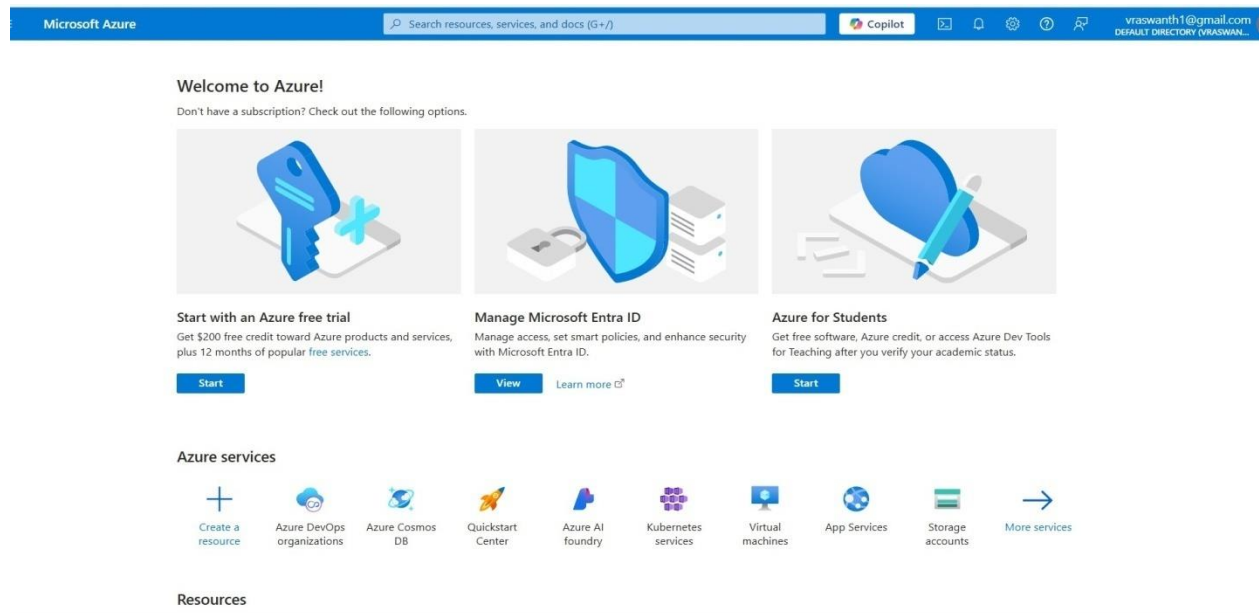 Microsoft Azure
Search resources, services, and docs (G+/)
Copilot
vraswanth1@gmail.com
DEFAULT DIRECTORY (VRASWAN...
Welcome to Azure!
Don't have a subscription? Check out the following options.
Start with an Azure free trial
Get $200 free credit toward Azure products and services,
plus 12 months of popular free services.
Start
Manage Microsoft Entra ID
Manage access, set smart policies, and enhance security
with Microsoft Entra ID.
View
Learn more
Azure for Students
Get free software, Azure credit, or access Azure Dev Tools
for Teaching after you verify your academic status.
Start
Azure services
Create a
resource
Azure DevOps
organizations
Azure Cosmos
DB
Quickstart
Center
Azure AI
foundry
Kubernetes
services
Virtual
machines
App Services
Storage
accounts
More services
Resources